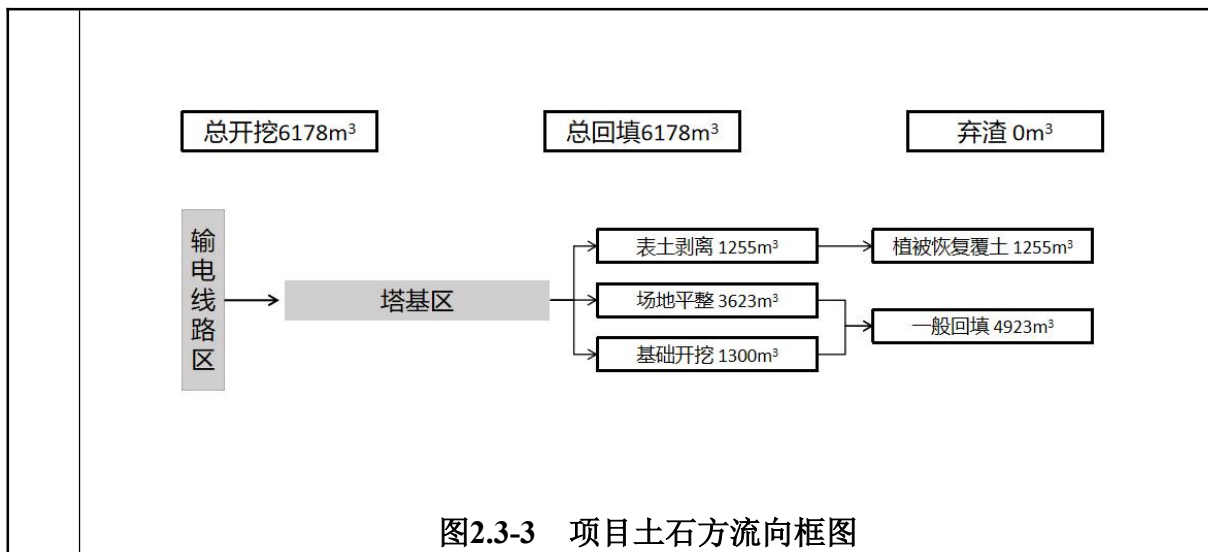 总开挖6178m³
总回填6178m³
弃渣 0m³
输电线路区
塔基区
表土剥离 1255m³
植被恢复覆土 1255m³
场地平整 3623m³
一般回填 4923m³
基础开挖 1300m³
图2.3-3 项目土石方流向框图